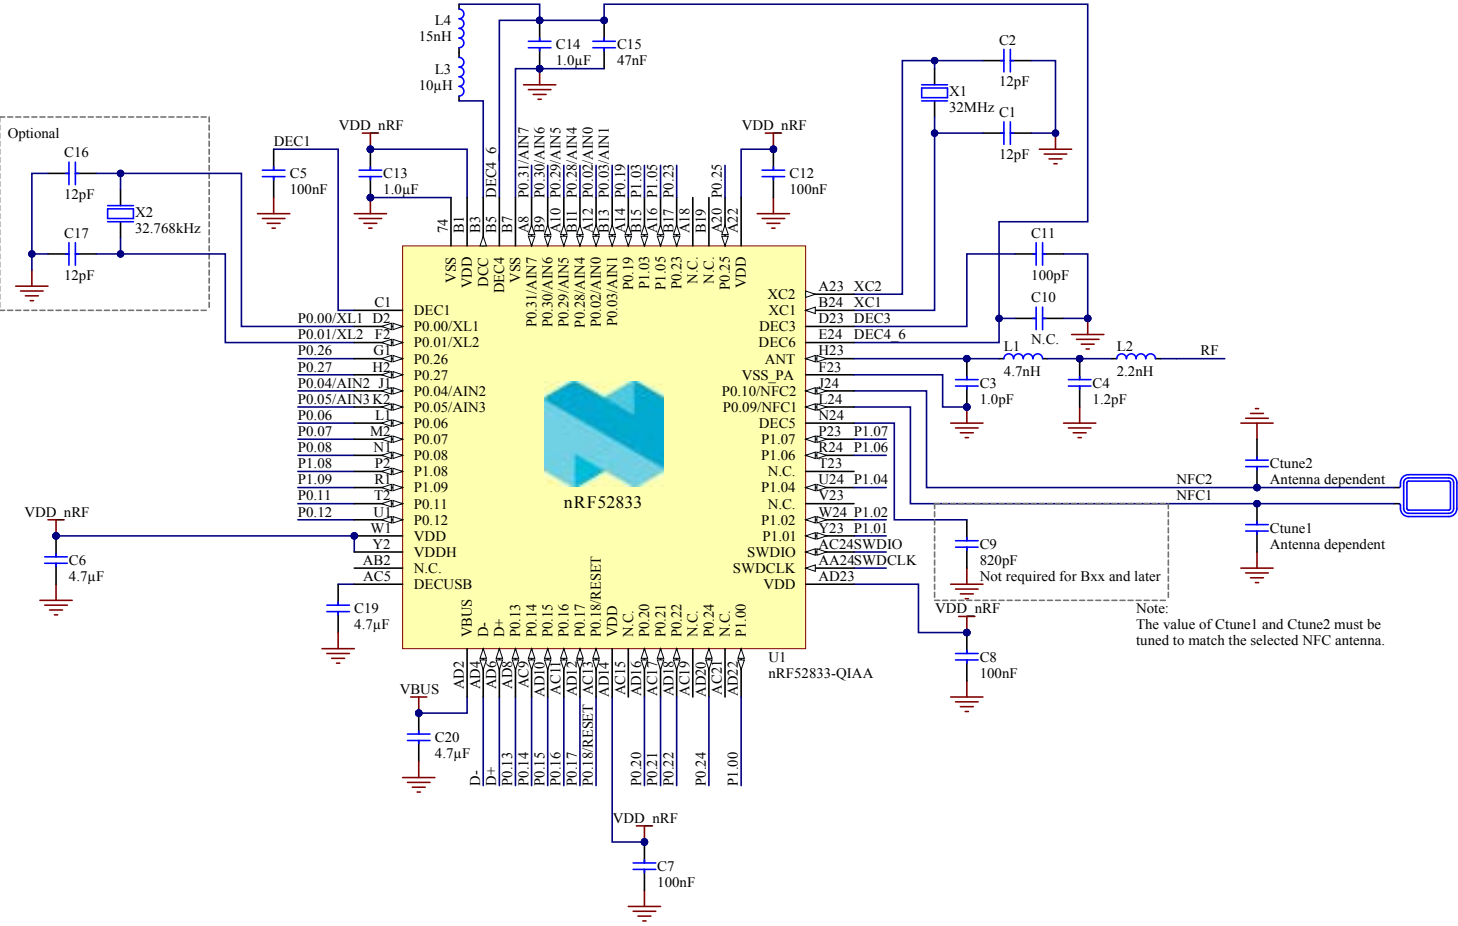 L4
15nH
L3
10µH
C14
1.0µF
C15
47nF
C2
12pF
X1
32MHz
C1
12pF
Optional
C16
12pF
X2
32.768kHz
C17
12pF
DEC1
C5
100nF
VDD_nRF
C13
1.0µF
VDD_nRF
C12
100nF
DEC4_6
P0.31/AIN7
P0.30/AIN6
P0.29/AIN5
P0.28/AIN4
P0.02/AIN0
P0.03/AIN1
P0.19
P1.03
P1.05
P0.23
P0.25
74
B1
B3
B5
B7
A8
B9
A10
B11
A12
B13
A14
B15
A16
B17
A18
B19
A20
A22
VSS
VDD
DCC
DEC4
VSS
P0.31/AIN7
P0.30/AIN6
P0.29/AIN5
P0.28/AIN4
P0.02/AIN0
P0.03/AIN1
P0.19
P1.03
P1.05
P0.23
N.C.
N.C.
P0.25
VDD
C1 DEC1
P0.00/XL1 D2 P0.00/XL1
P0.01/XL2 F2 P0.01/XL2
P0.26 G1 P0.26
P0.27 H2 P0.27
P0.04/AIN2 J1 P0.04/AIN2
P0.05/AIN3 K2 P0.05/AIN3
P0.06 L1 P0.06
P0.07 M2 P0.07
P0.08 N1 P0.08
P1.08 P2 P1.08
P1.09 R1 P1.09
P0.11 T2 P0.11
P0.12 U1 P0.12
W1 VDD
Y2 VDDH
AB2 N.C.
AC5 DECUSB
VDD_nRF
C6
4.7µF
C19
4.7µF
nRF52833
XC2 A23 XC2
XC1 B24 XC1
DEC3 D23 DEC3
DEC6 E24 DEC4_6
ANT H23
VSS_PA F23
P0.10/NFC2 J24
P0.09/NFC1 L24
DEC5 N24
P1.07 P23 P1.07
P1.06 R24 P1.06
N.C. T23
P1.04 U24 P1.04
N.C. V23
P1.02 W24 P1.02
P1.01 Y23 P1.01
SWDIO AC24 SWDIO
SWDCLK AA24 SWDCLK
VDD AD23
C11
100pF
C10
N.C.
L1
4.7nH
L2
2.2nH
RF
C3
1.0pF
C4
1.2pF
Ctune2
Antenna dependent
NFC2
NFC1
Ctune1
Antenna dependent
C9
820pF
Not required for Bxx and later
Note:
The value of Ctune1 and Ctune2 must be
tuned to match the selected NFC antenna.
VDD_nRF
C8
100nF
VBUS
D-
D+
P0.13
P0.14
P0.15
P0.16
P0.17
P0.18/RESET
VDD
N.C.
P0.20
P0.21
P0.22
N.C.
P0.24
N.C.
P1.00
U1
nRF52833-QIAA
AD2
AD4
AD6
AD8
AC9
AD10
AC11
AD12
AC13
AD14
AC15
AD16
AC17
AD18
AC19
AD20
AC21
AD22
VBUS
C20
4.7µF
D-
D+
P0.13
P0.14
P0.15
P0.16
P0.17
P0.18/RESET
P0.20
P0.21
P0.22
P0.24
P1.00
VDD_nRF
C7
100nF